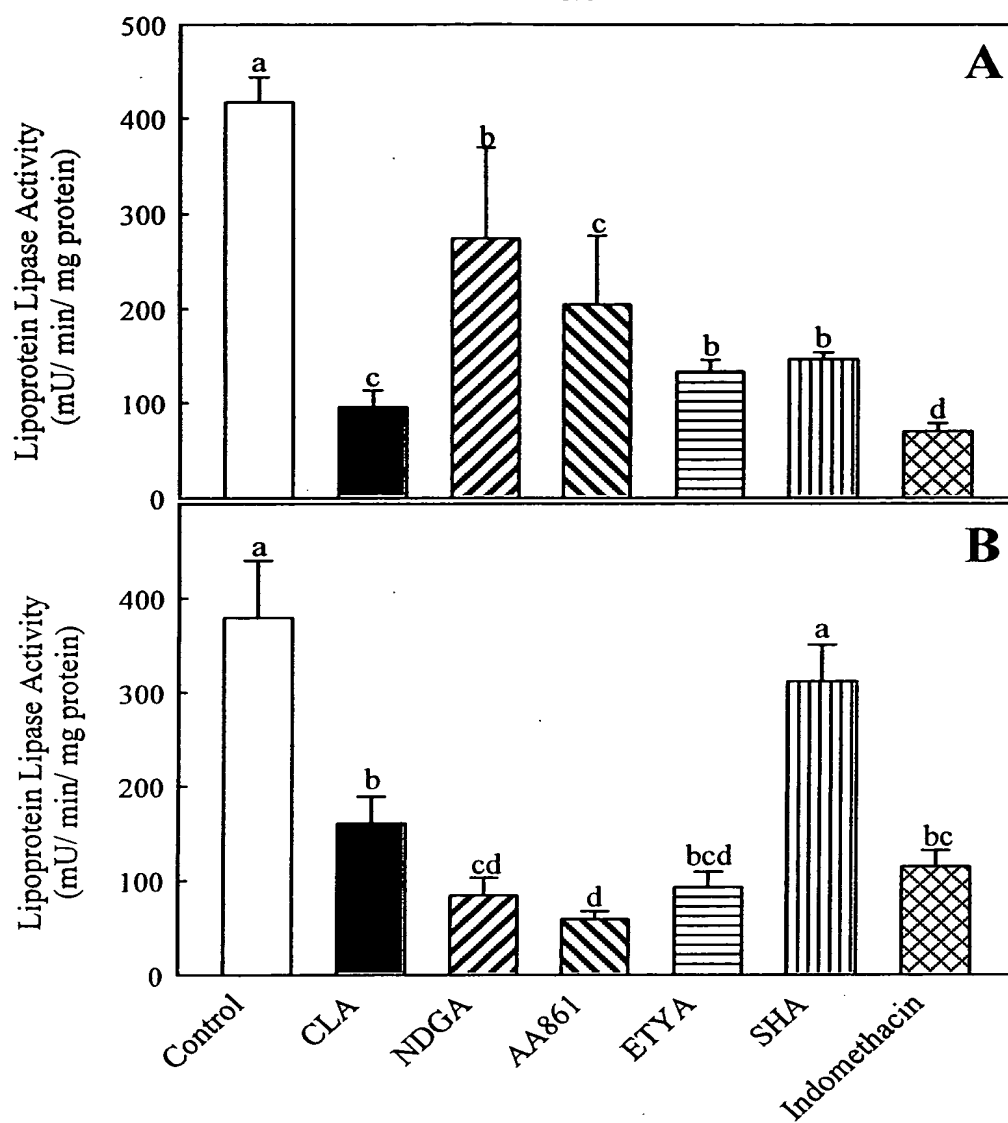 500
A
a
400
b
300
c
200
b
b
c
d
100
0
Lipoprotein Lipase Activity
(mU/ min/ mg protein)
B
a
400
a
300
200
b
bc
bcd
cd
d
100
0
Lipoprotein Lipase Activity
(mU/ min/ mg protein)
Control
CLA
NDGA
AA861
ETYA
SHA
Indomethacin